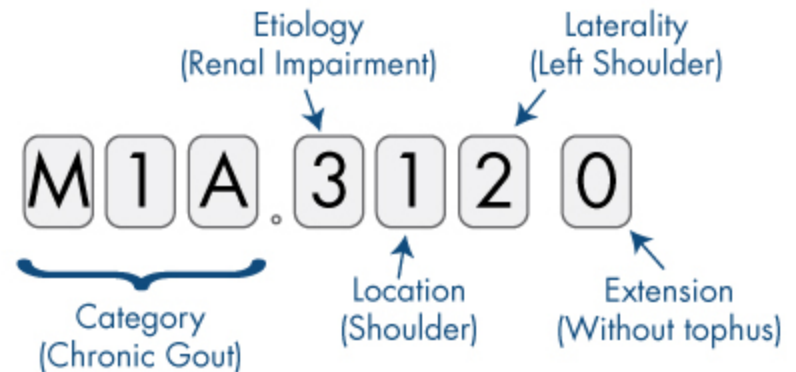 Etiology
(Renal Impairment)
Laterality
(Left Shoulder)
M1A.3120
Category
(Chronic Gout)
Location
(Shoulder)
Extension
(Without tophus)